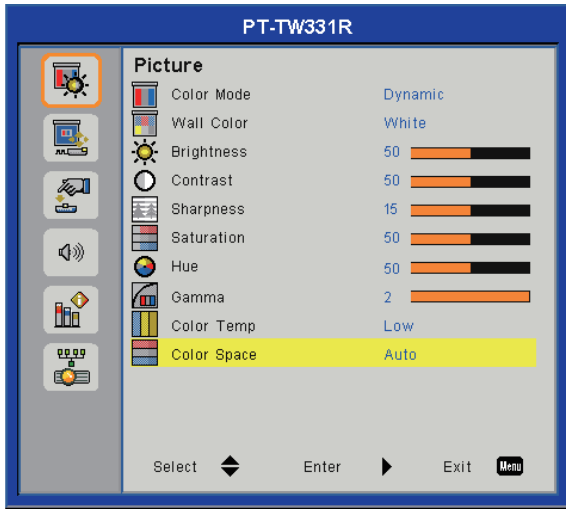 PT-TW331R
Picture
Color Mode Dynamic
Wall Color White
Brightness 50
Contrast 50
Sharpness 15
Saturation 50
Hue 50
Gamma 2
Color Temp Low
Color Space Auto
Select Enter Exit Menu